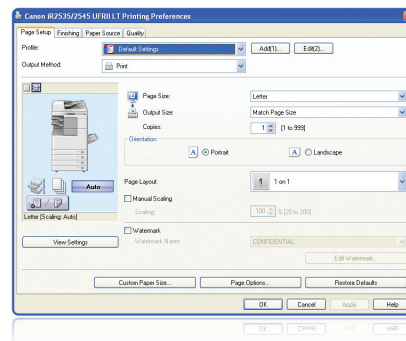 Canon iR2535/2545 UFRII LT Printing Preferences
Page Setup Finishing Paper Source Quality
Profile: Default Settings Add(1)... Edit(2)...
Output Method: Print
Page Size: Letter
Output Size: Match Page Size
Copies: 1 [1 to 999]
Orientation
A Portrait A Landscape
Auto
Page Layout: 1 1 on 1
Manual Scaling
Scaling: 100 % [25 to 200]
Letter [Scaling: Auto]
Watermark
View Settings
Watermark Name: CONFIDENTIAL
Edit Watermark...
Custom Paper Size... Page Options... Restore Defaults
OK Cancel Apply Help